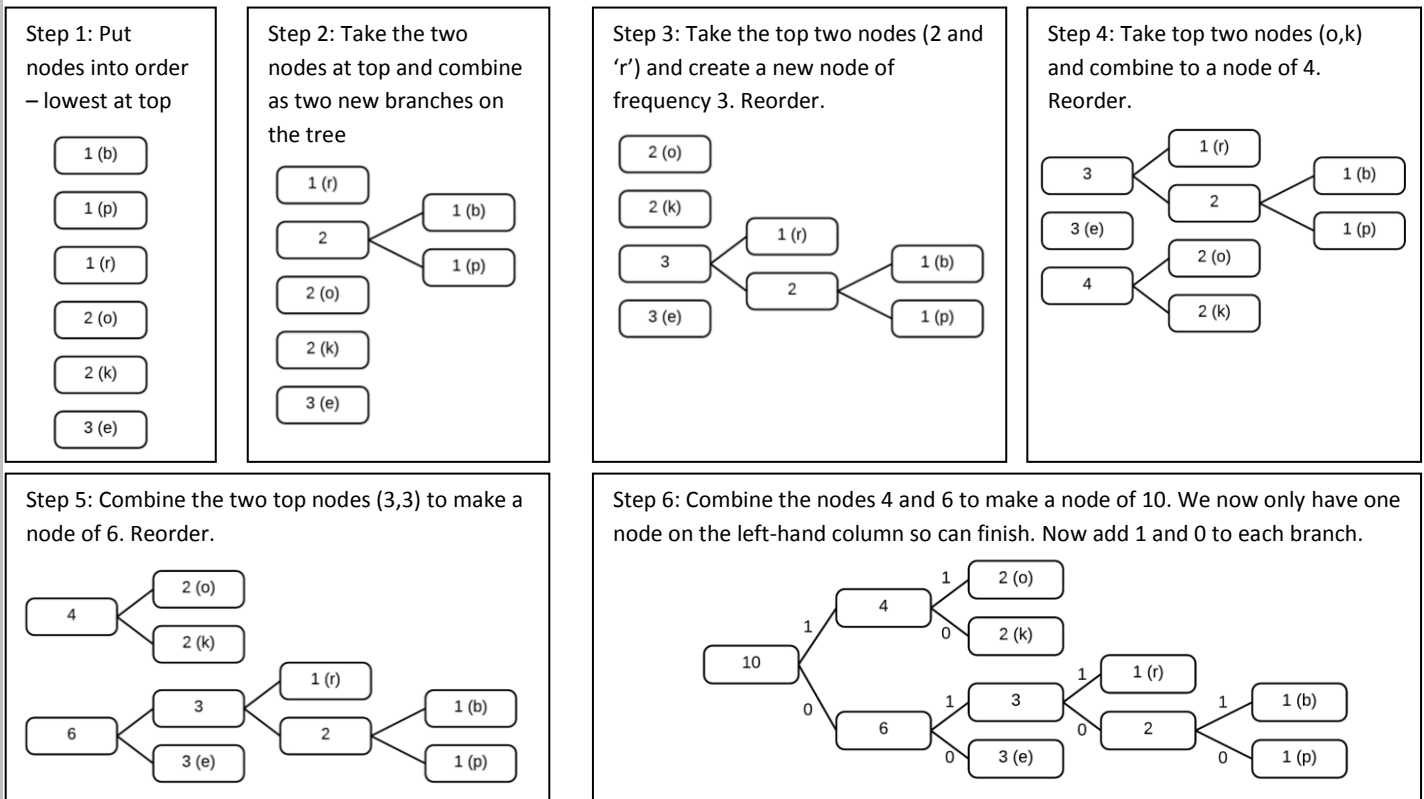 Step 1: Put
nodes into order
– lowest at top
1 (b)
1 (p)
1 (r)
2 (o)
2 (k)
3 (e)
Step 2: Take the two
nodes at top and combine
as two new branches on
the tree
1 (r)
2
1 (b)
1 (p)
2 (o)
2 (k)
3 (e)
Step 3: Take the top two nodes (2 and
‘r’) and create a new node of
frequency 3. Reorder.
2 (o)
2 (k)
3
1 (r)
2
1 (b)
1 (p)
3 (e)
Step 4: Take top two nodes (o,k)
and combine to a node of 4.
Reorder.
3
1 (r)
2
1 (b)
1 (p)
3 (e)
4
2 (o)
2 (k)
Step 5: Combine the two top nodes (3,3) to make a
node of 6. Reorder.
4
2 (o)
2 (k)
6
3
1 (r)
2
1 (b)
1 (p)
3 (e)
Step 6: Combine the nodes 4 and 6 to make a node of 10. We now only have one
node on the left-hand column so can finish. Now add 1 and 0 to each branch.
10
1
4
1
2 (o)
0
2 (k)
0
6
1
3
1
1 (r)
0
2
1
1 (b)
0
1 (p)
0
3 (e)